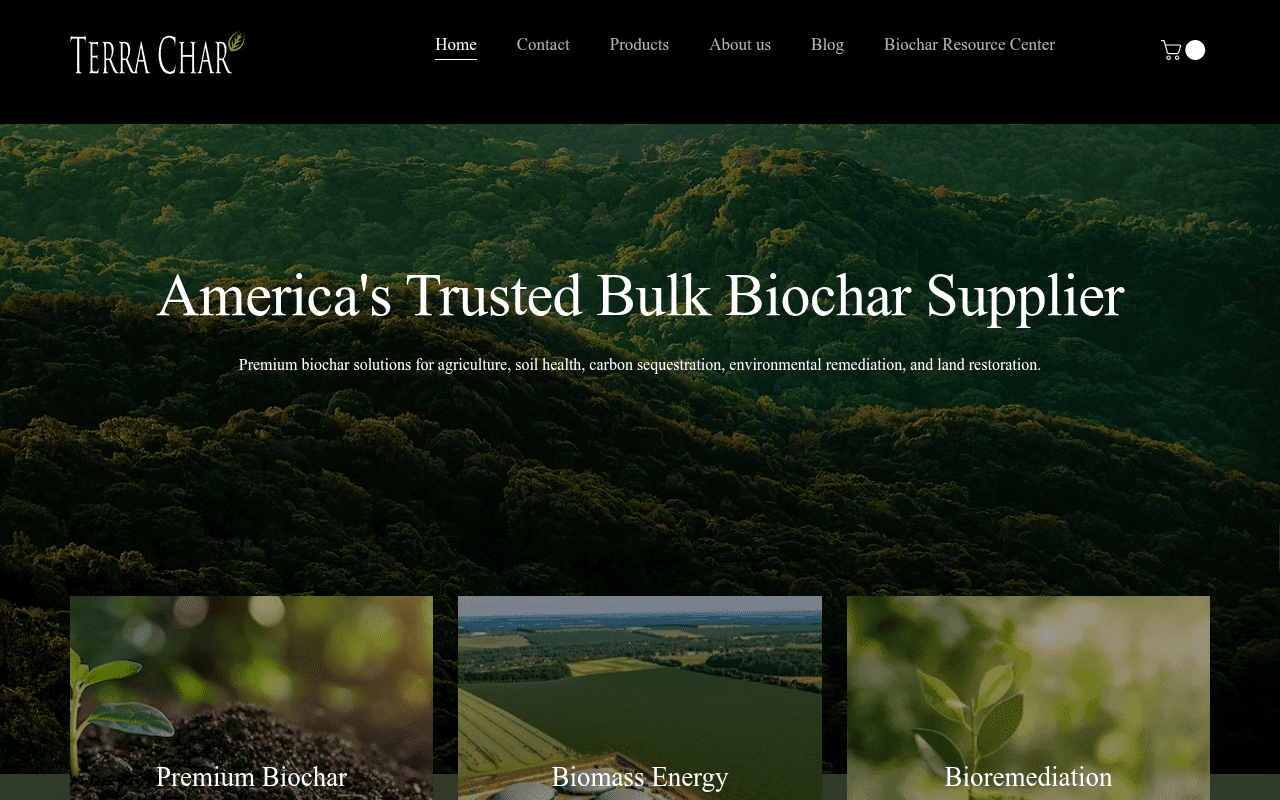 TERRA CHAR
Home
Contact
Products
About us
Blog
Biochar Resource Center
America's Trusted Bulk Biochar Supplier
Premium biochar solutions for agriculture, soil health, carbon sequestration, environmental remediation, and land restoration.
Premium Biochar
Biomass Energy
Bioremediation